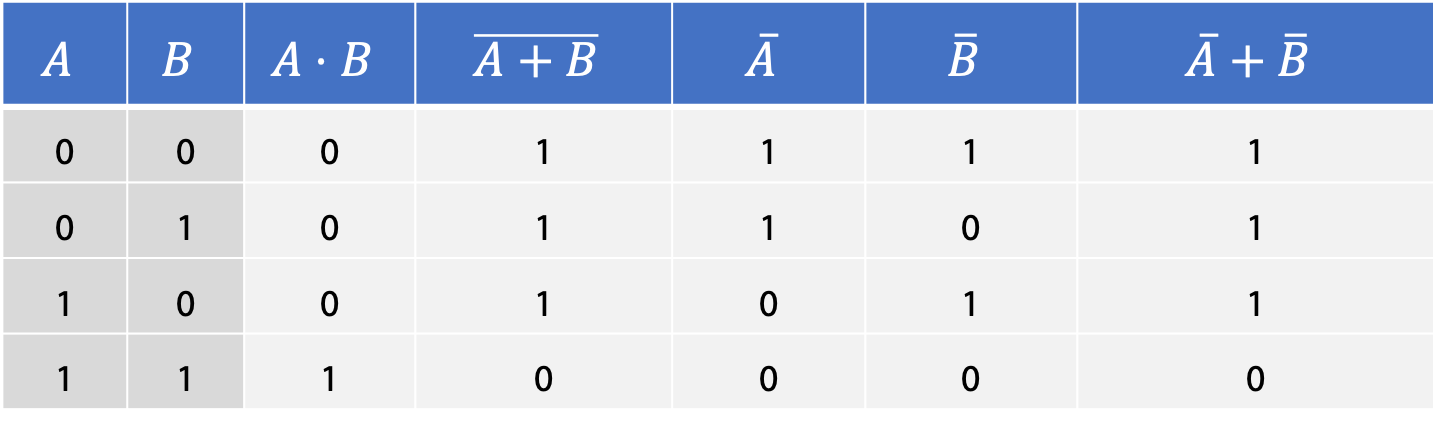 A B A · B \overline{A + B} Ā B̄ Ā + B̄
0 0 0 1 1 1 1
0 1 0 1 1 0 1
1 0 0 1 0 1 1
1 1 1 0 0 0 0